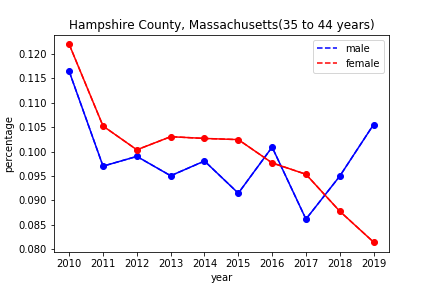 Hampshire County, Massachusetts(35 to 44 years)
male
female
percentage
0.120
0.115
0.110
0.105
0.100
0.095
0.090
0.085
0.080
2010 2011 2012 2013 2014 2015 2016 2017 2018 2019
year